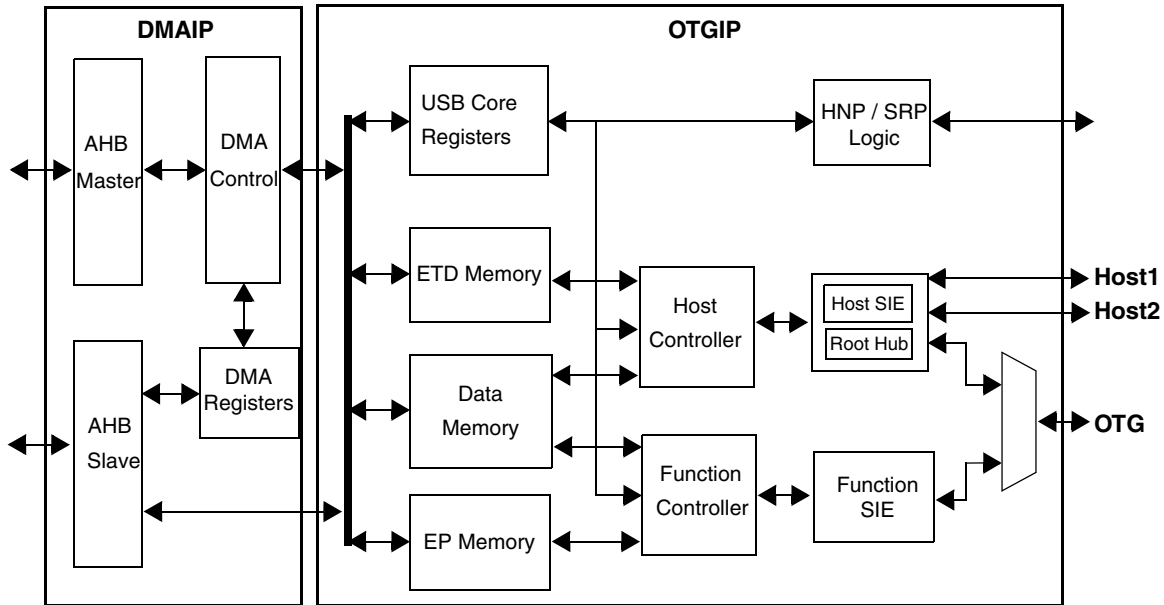 DMAIP
AHB
Master
DMA
Control
AHB
Slave
DMA
Registers
OTGIP
USB Core
Registers
HNP / SRP
Logic
ETD Memory
Host
Controller
Host SIE
Root Hub
Host1
Host2
Data
Memory
OTG
Function
Controller
Function
SIE
EP Memory